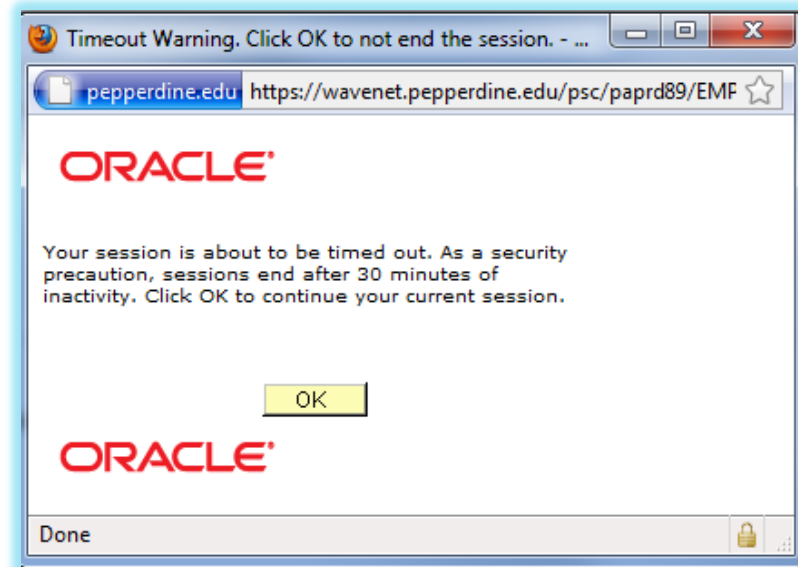 Timeout Warning. Click OK to not end the session. - ...
pepperdine.edu https://wavenet.pepperdine.edu/psc/paprd89/EMP
ORACLE
Your session is about to be timed out. As a security
precaution, sessions end after 30 minutes of
inactivity. Click OK to continue your current session.
OK
ORACLE
Done